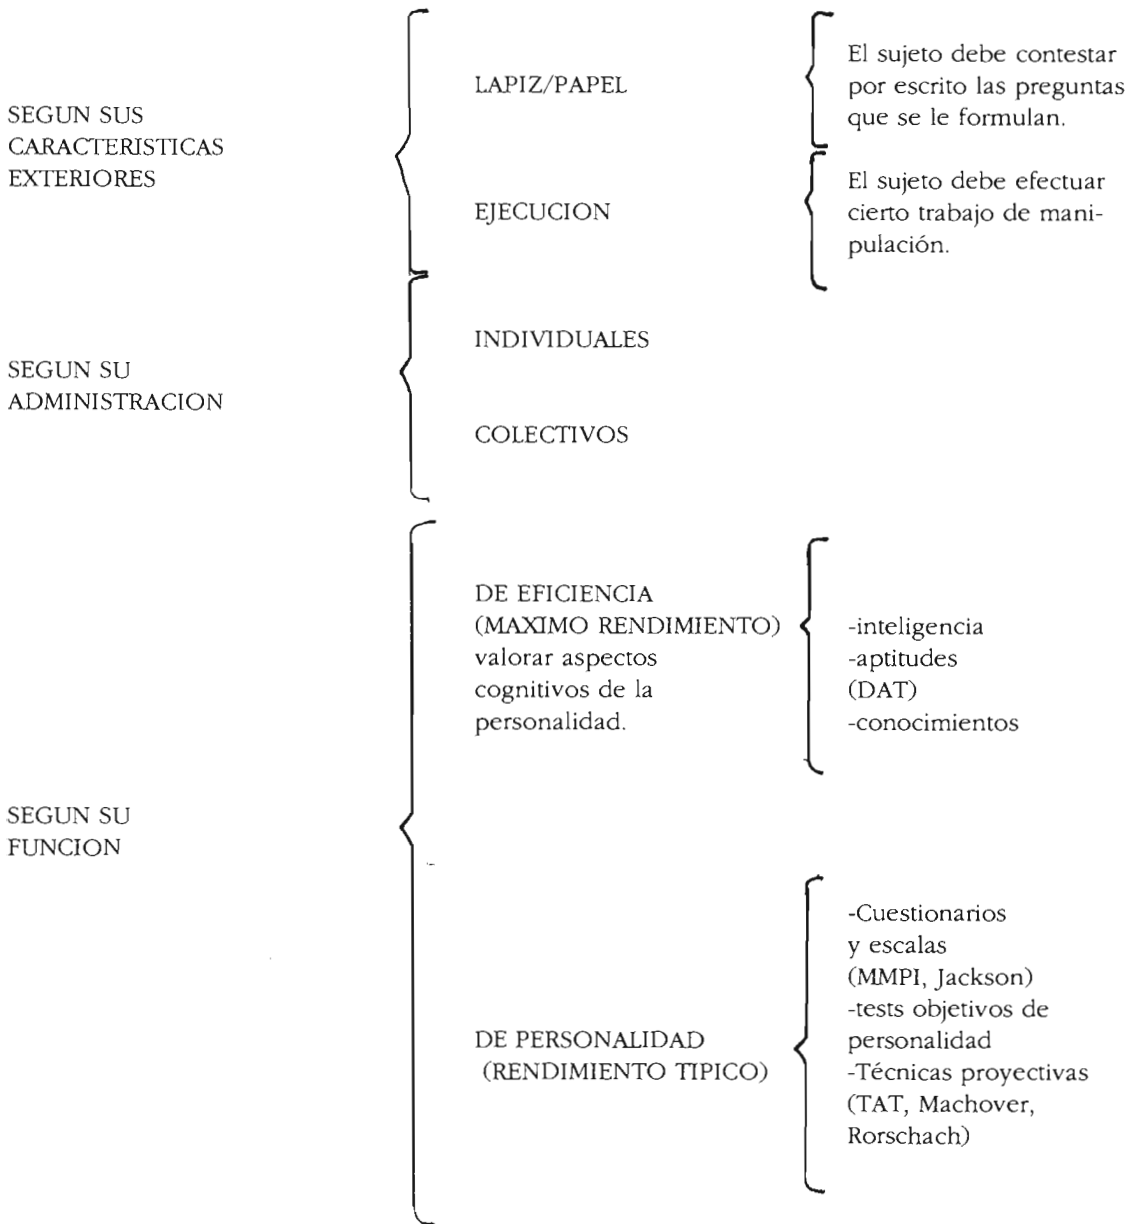 SEGUN SUS
CARACTERISTICAS
EXTERIORES
LAPIZ/PAPEL
El sujeto debe contestar
por escrito las preguntas
que se le formulan.
EJECUCION
El sujeto debe efectuar
cierto trabajo de mani-
pulación.
SEGUN SU
ADMINISTRACION
INDIVIDUALES
COLECTIVOS
SEGUN SU
FUNCION
DE EFICIENCIA
(MAXIMO RENDIMIENTO)
valorar aspectos
cognitivos de la
personalidad.
-inteligencia
-aptitudes
(DAT)
-conocimientos
DE PERSONALIDAD
(RENDIMIENTO TIPICO)
-Cuestionarios
y escalas
(MMPI, Jackson)
-tests objetivos de
personalidad
-Técnicas proyectivas
(TAT, Machover,
Rorschach)